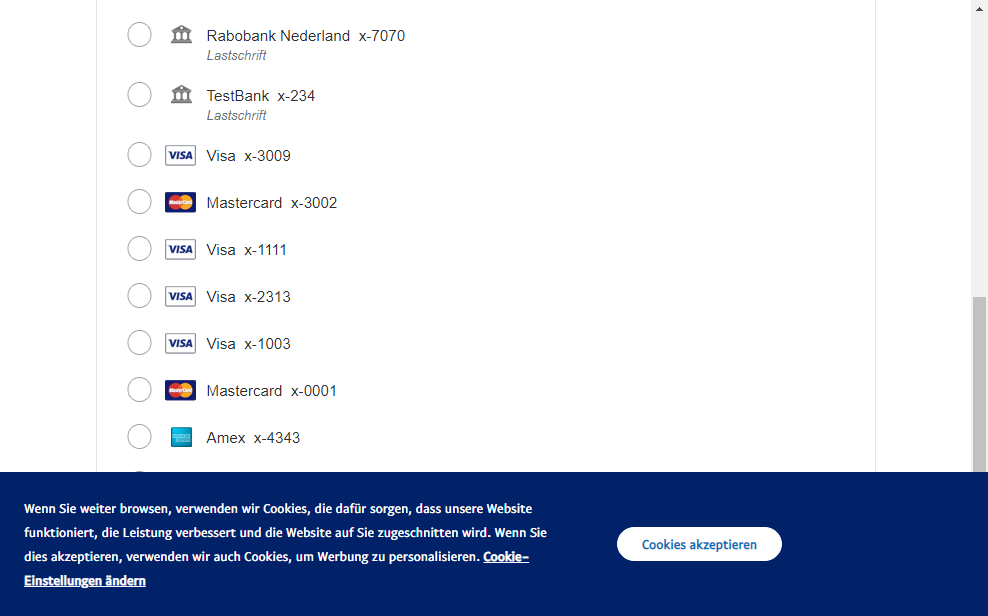 Rabobank Nederland x-7070
Lastschrift
TestBank x-234
Lastschrift
VISA Visa x-3009
MasterCard Mastercard x-3002
VISA Visa x-1111
VISA Visa x-2313
VISA Visa x-1003
MasterCard Mastercard x-0001
Amex x-4343
Wenn Sie weiter browsen, verwenden wir Cookies, die dafür sorgen, dass unsere Website
funktioniert, die Leistung verbessert und die Website auf Sie zugeschnitten wird. Wenn Sie
dies akzeptieren, verwenden wir auch Cookies, um Werbung zu personalisieren. Cookie-
Einstellungen ändern
Cookies akzeptieren